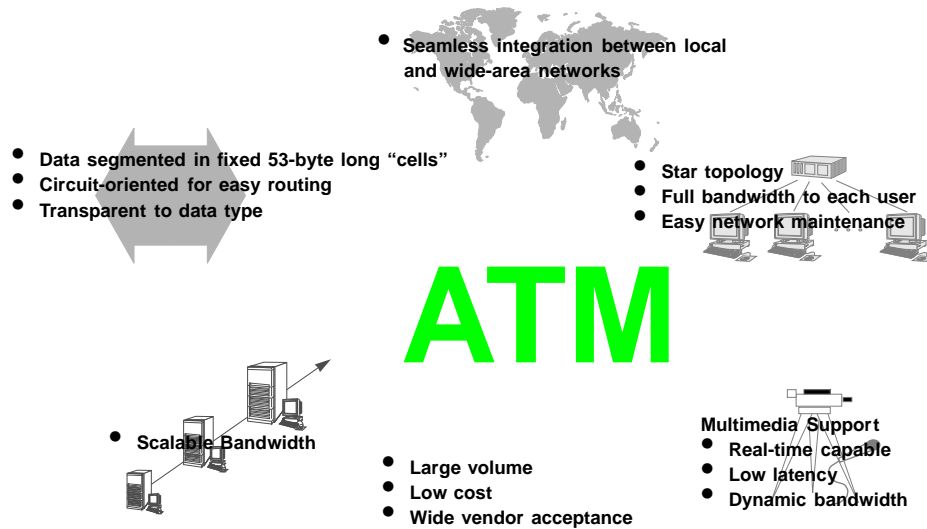 • Seamless integration between local
and wide-area networks
• Data segmented in fixed 53-byte long “cells”
• Circuit-oriented for easy routing
• Transparent to data type
• Star topology
• Full bandwidth to each user
• Easy network maintenance
ATM
• Scalable Bandwidth
• Large volume
• Low cost
• Wide vendor acceptance
Multimedia Support
• Real-time capable
• Low latency
• Dynamic bandwidth